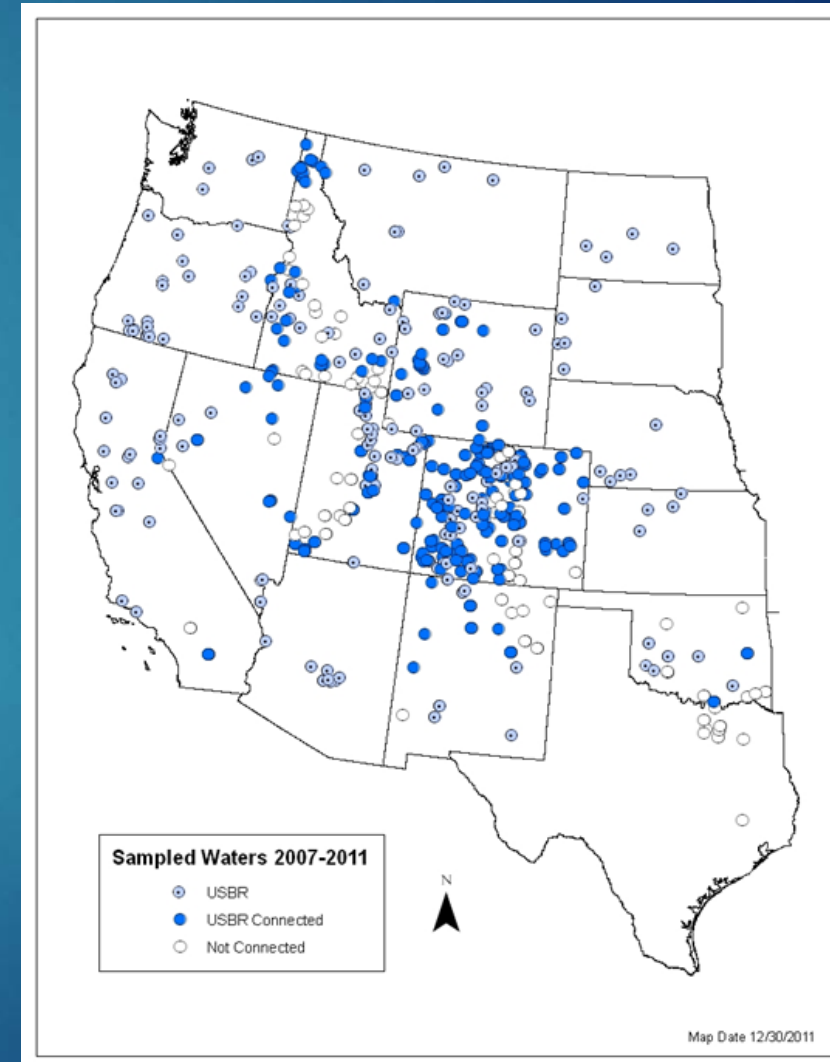 Sampled Waters 2007-2011
USBR
USBR Connected
Not Connected
N
Map Date 12/30/2011